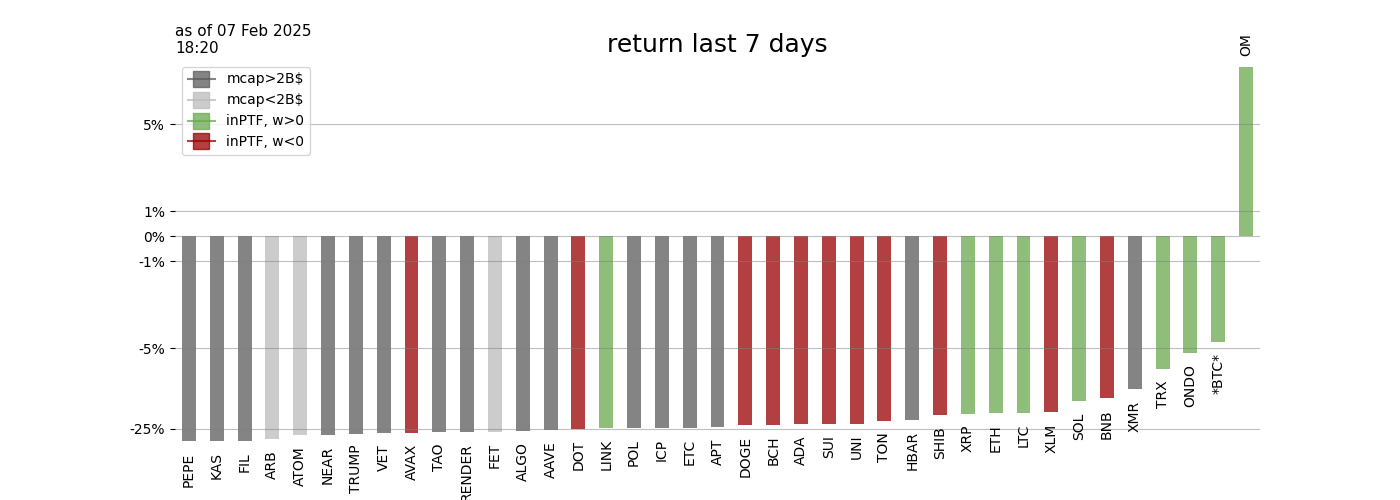 as of 07 Feb 2025
18:20
return last 7 days
mcap>2B$
mcap<2B$
inPTF, w>0
inPTF, w<0
5%
1%
0%
-1%
-5%
-25%
PEPE
KAS
FIL
ARB
ATOM
NEAR
TRUMP
VET
AVAX
TAO
RENDER
FET
ALGO
AAVE
DOT
LINK
POL
ICP
ETC
APT
DOGE
BCH
ADA
SUI
UNI
TON
HBAR
SHIB
XRP
ETH
LTC
XLM
SOL
BNB
XMR
TRX
ONDO
*BTC*
OM